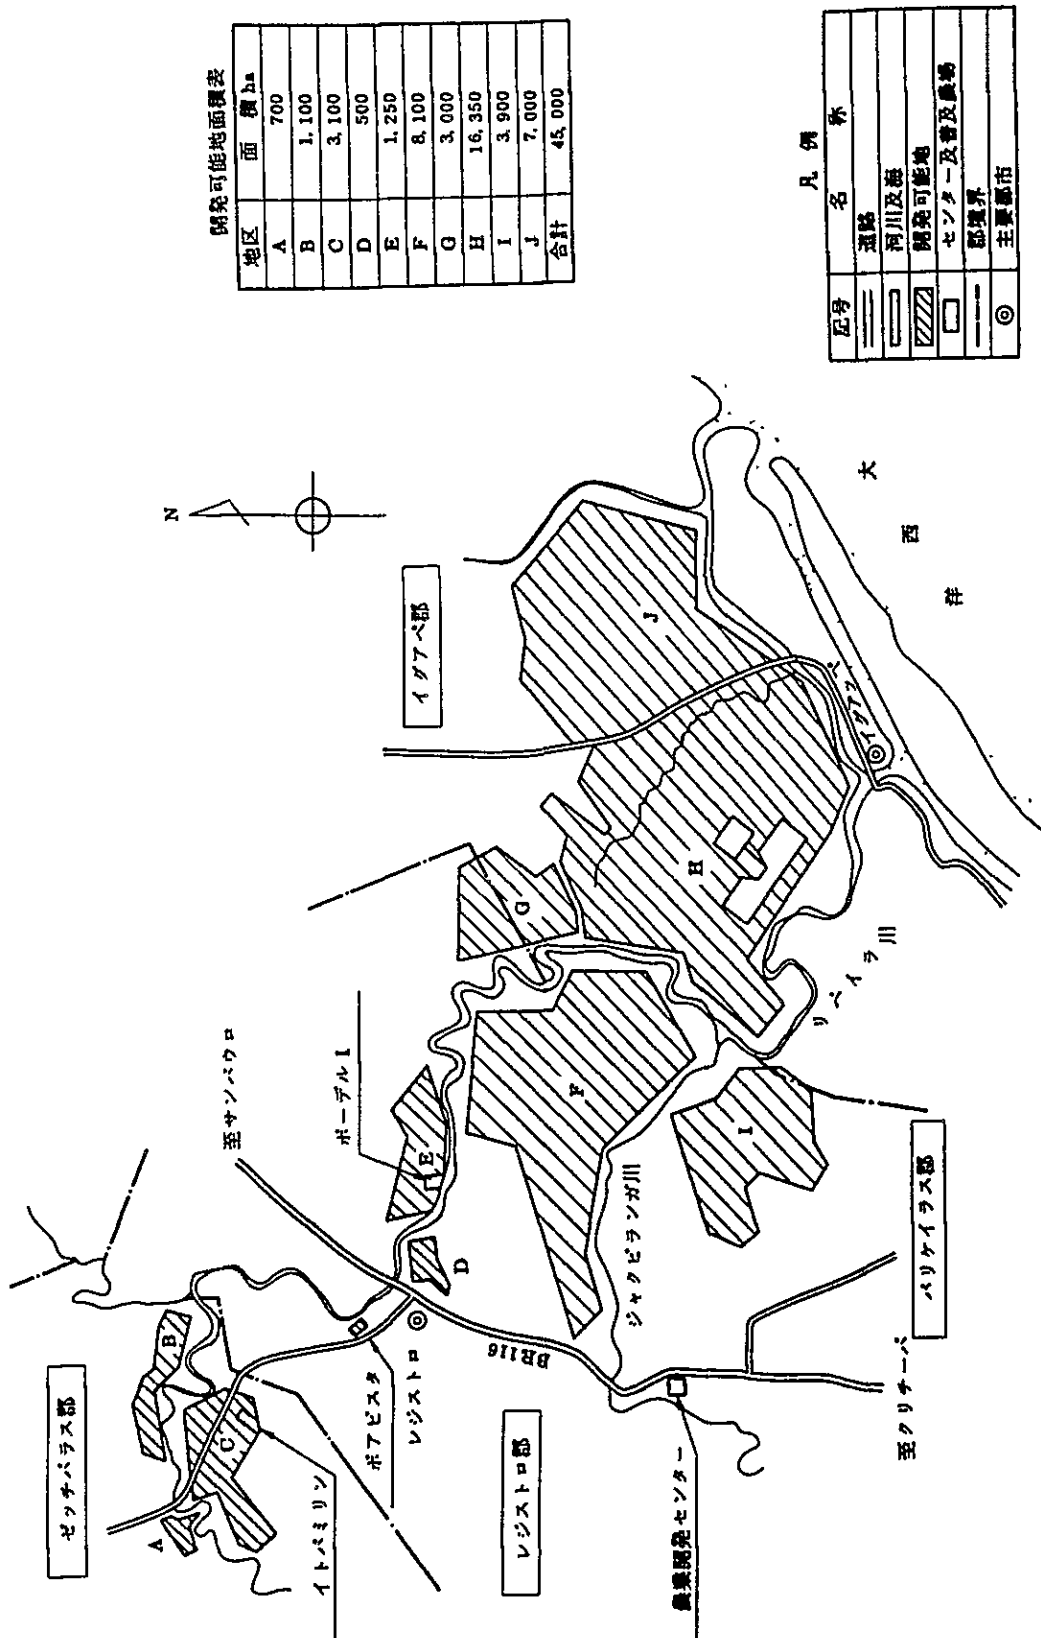 開発可能地面積表
地区 面積 ha
A 700
B 1,100
C 3,100
D 500
E 1,250
F 8,100
G 3,000
H 16,350
I 3,900
J 7,000
合計 45,000
凡例
記号 名称
道路
河川及海
開発可能地
センター及普及農場
郡境界
主要都市
N
ゼッチバラス郡
A
B
C
イトパミリン
ボアビスタ
レジストロ
レジストロ郡
至サンパウロ
ポーデルI
D
E
F
G
H
I
J
イグアペ郡
BR116
ジャクピランガ川
リベイラ川
イグアッペ
大西洋
農業開発センター
至クリチーバ
パリケイラス郡